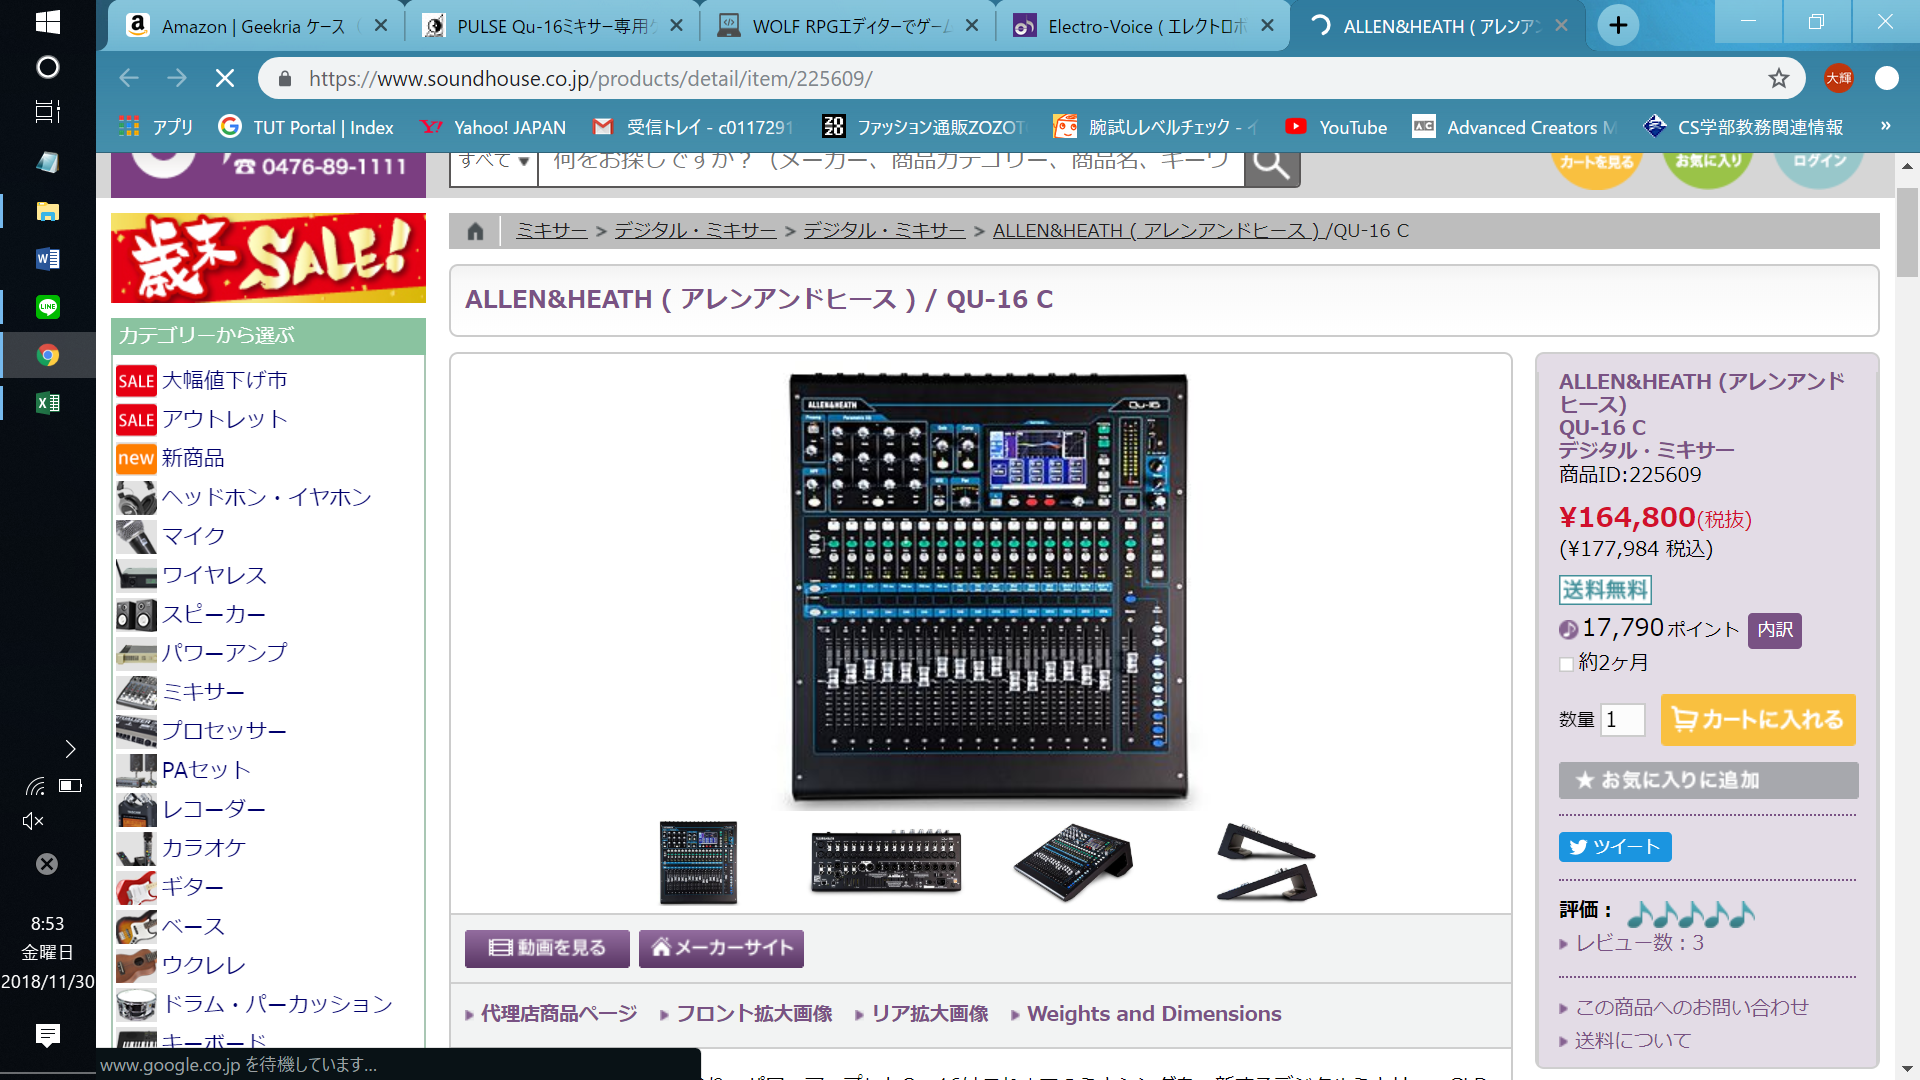 Amazon | Geekria ケース
PULSE Qu-16ミキサー専用
WOLF RPGエディターでゲー
Electro-Voice ( エレクトロボ
ALLEN&HEATH ( アレンアン
https://www.soundhouse.co.jp/products/detail/item/225609/
大輝
アプリ
TUT Portal | Index
Yahoo! JAPAN
受信トレイ - c0117291
ファッション通販ZOZOT
腕試しレベルチェック - イ
YouTube
Advanced Creators M
CS学部教務関連情報
»
☎ 0476-89-1111
すべて
何をお探しですか？（メーカー、商品カテゴリー、商品名、キーワ
カートを見る
お気に入り
ログイン
歳末SALE!
ミキサー > デジタル・ミキサー > デジタル・ミキサー > ALLEN&HEATH ( アレンアンドヒース ) /QU-16 C
ALLEN&HEATH ( アレンアンドヒース ) / QU-16 C
カテゴリーから選ぶ
SALE 大幅値下げ市
SALE アウトレット
new 新商品
ヘッドホン・イヤホン
マイク
ワイヤレス
スピーカー
パワーアンプ
ミキサー
プロセッサー
PAセット
レコーダー
カラオケ
ギター
ベース
ウクレレ
ドラム・パーカッション
キーボード
ALLEN&HEATH
QU-16
動画を見る
メーカーサイト
代理店商品ページ
フロント拡大画像
リア拡大画像
Weights and Dimensions
ALLEN&HEATH (アレンアンド
ヒース)
QU-16 C
デジタル・ミキサー
商品ID:225609
¥164,800(税抜)
(¥177,984 税込)
送料無料
17,790ポイント 内訳
約2ヶ月
数量 1 カートに入れる
★ お気に入りに追加
ツイート
評価：
レビュー数 : 3
この商品へのお問い合わせ
送料について
8:53
金曜日
2018/11/30
www.google.co.jp を待機しています...